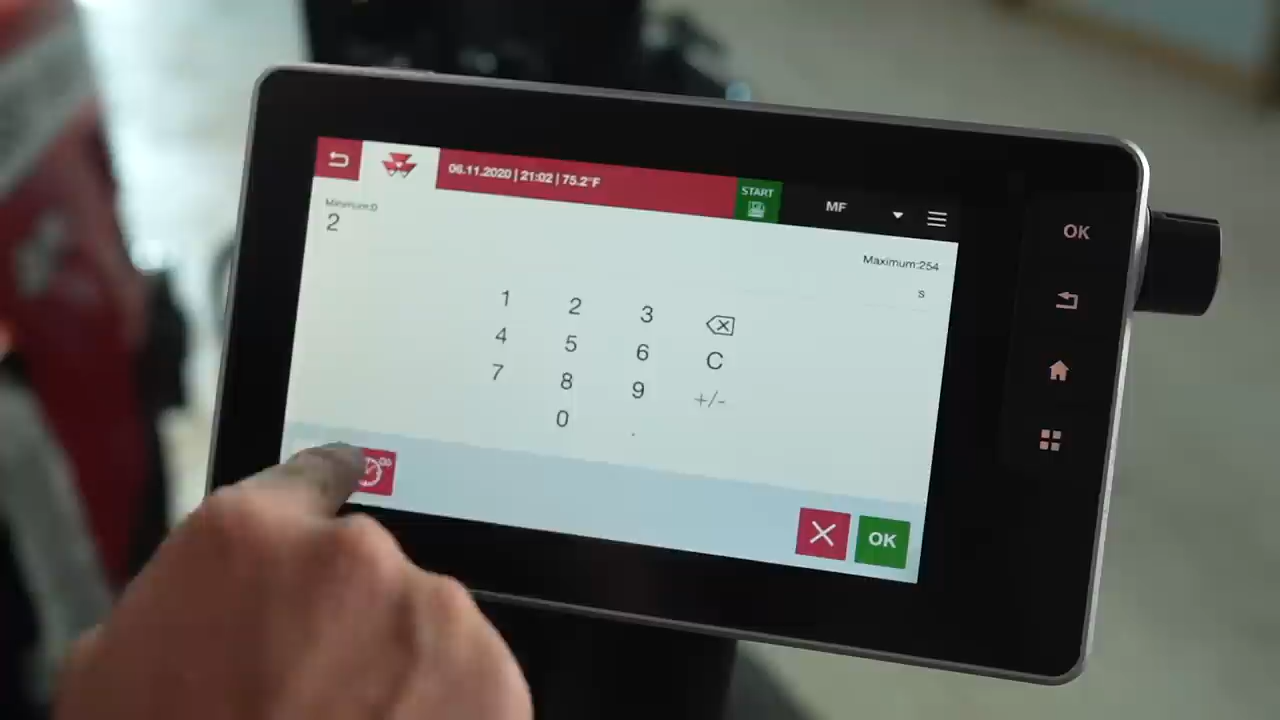 06.11.2020 | 21:02 | 75.2°F
START
MF
Minimum:0
2
Maximum:254
s
1 2 3
4 5 6 C
7 8 9 +/-
0 .
OK
OK